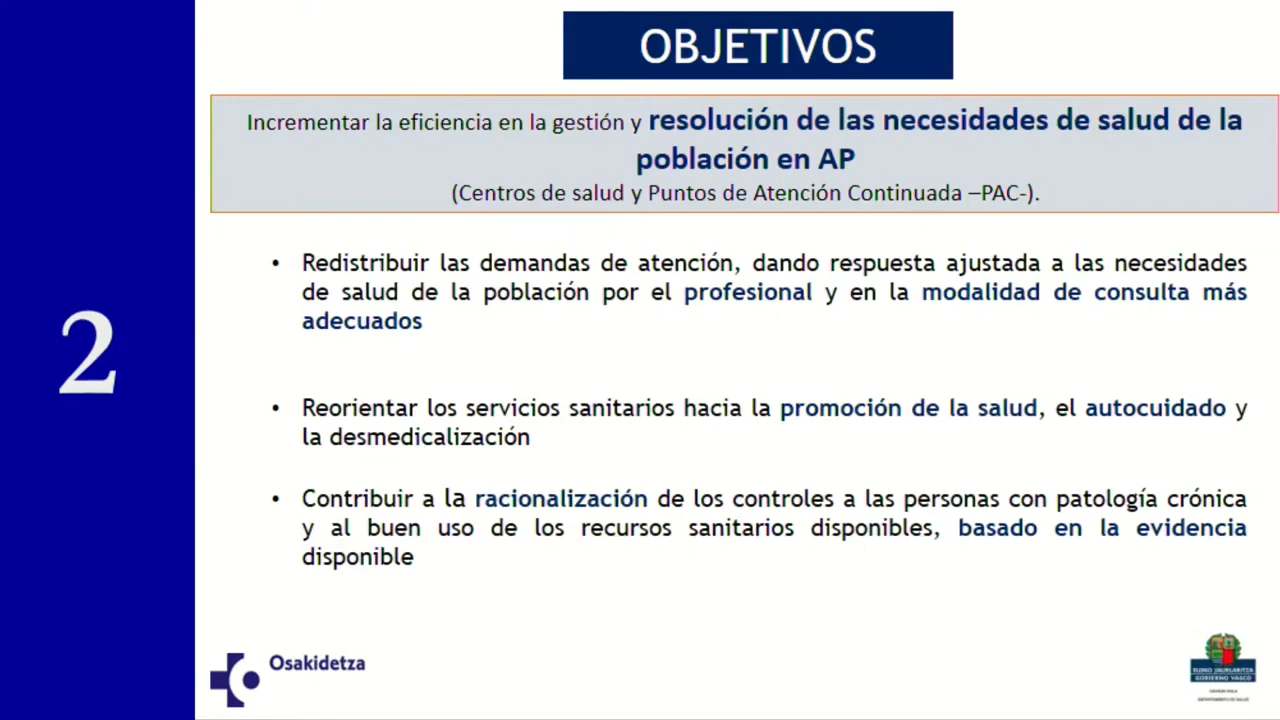 OBJETIVOS
Incrementar la eficiencia en la gestión y resolución de las necesidades de salud de la
población en AP
(Centros de salud y Puntos de Atención Continuada –PAC-).
• Redistribuir las demandas de atención, dando respuesta ajustada a las necesidades
de salud de la población por el profesional y en la modalidad de consulta más
adecuados
2
• Reorientar los servicios sanitarios hacia la promoción de la salud, el autocuidado y
la desmedicalización
• Contribuir a la racionalización de los controles a las personas con patología crónica
y al buen uso de los recursos sanitarios disponibles, basado en la evidencia
disponible
Osakidetza
EUSKO JAURLARITZA
GOBIERNO VASCO
DEPARTAMENTO DE SALUD